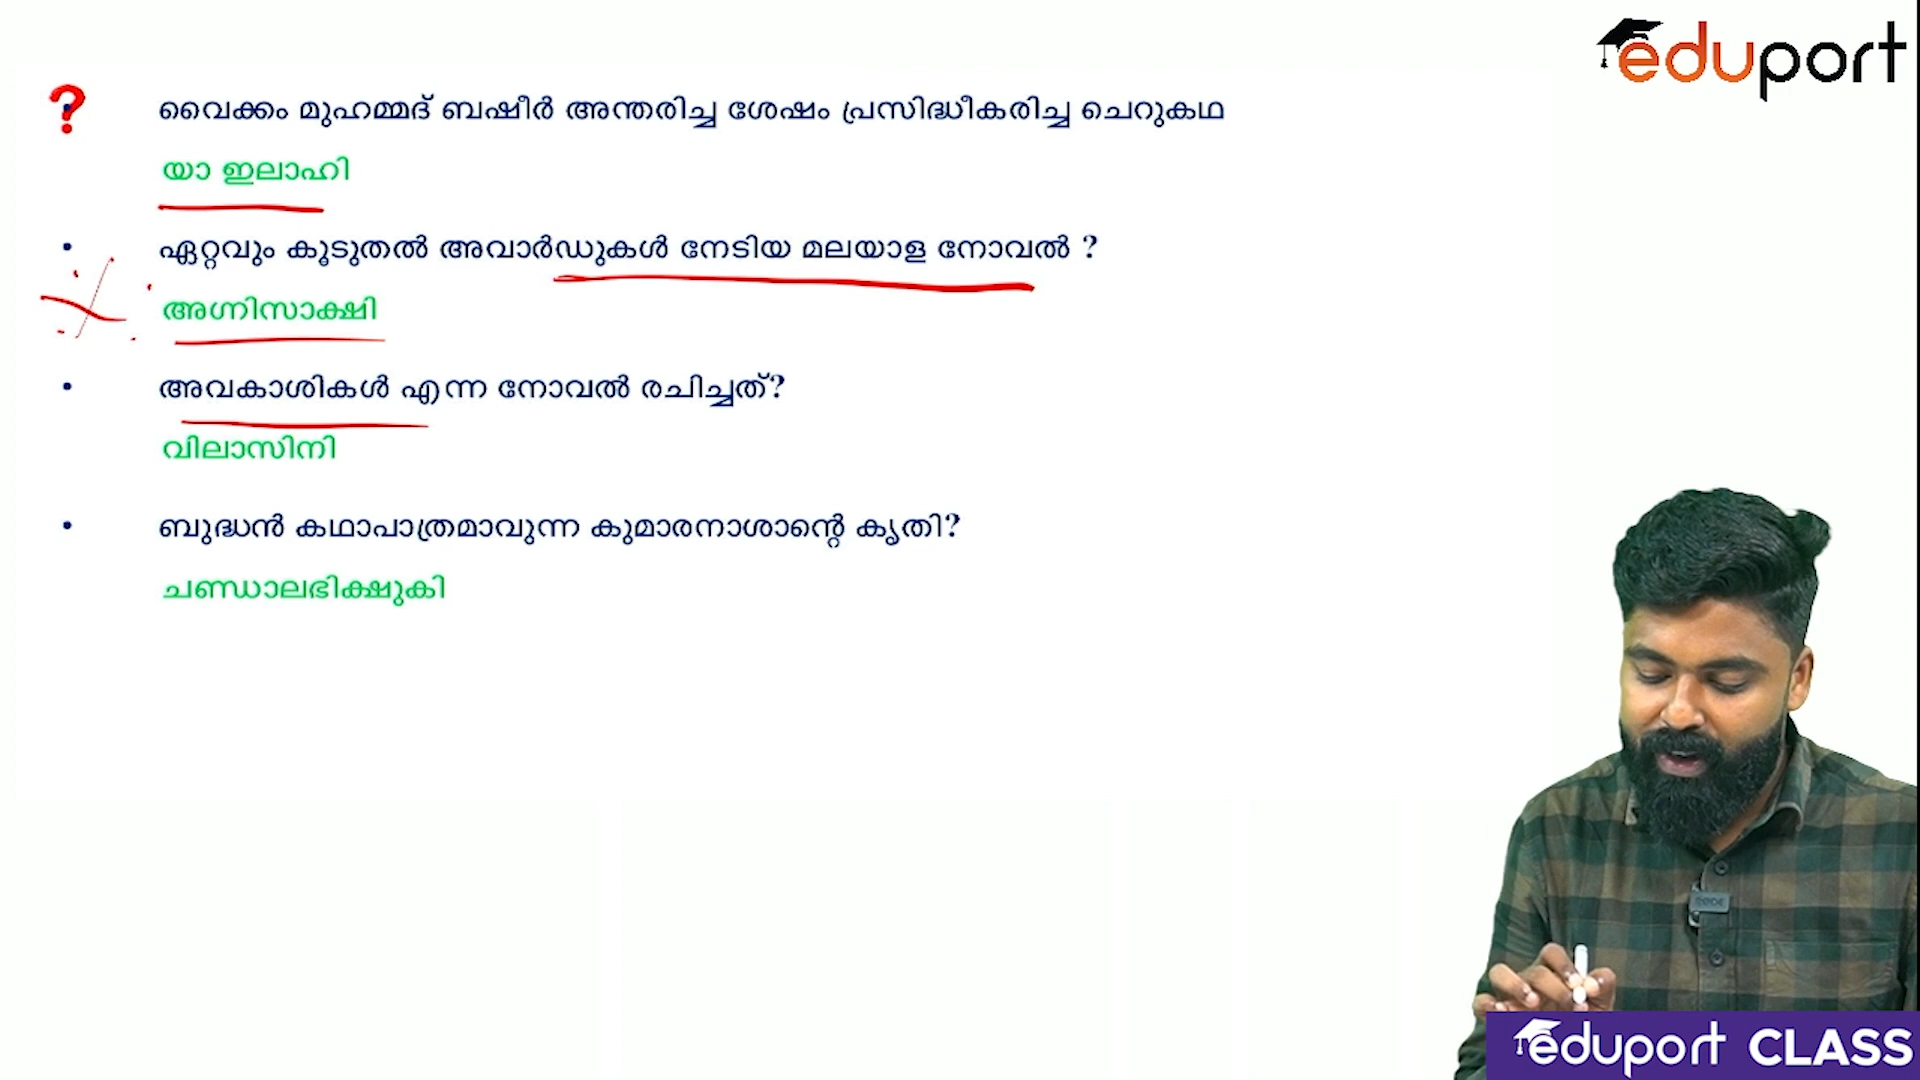 eduport
? വൈക്കം മുഹമ്മദ് ബഷീർ അന്തരിച്ച ശേഷം പ്രസിദ്ധീകരിച്ച ചെറുകഥ
യാ ഇലാഹി
• ഏറ്റവും കൂടുതൽ അവാർഡുകൾ നേടിയ മലയാള നോവൽ ?
അഗ്നിസാക്ഷി
• അവകാശികൾ എന്ന നോവൽ രചിച്ചത്?
വിലാസിനി
• ബുദ്ധൻ കഥാപാത്രമാവുന്ന കുമാരനാശാന്റെ കൃതി?
ചണ്ഡാലഭിക്ഷുകി
eduport CLASS